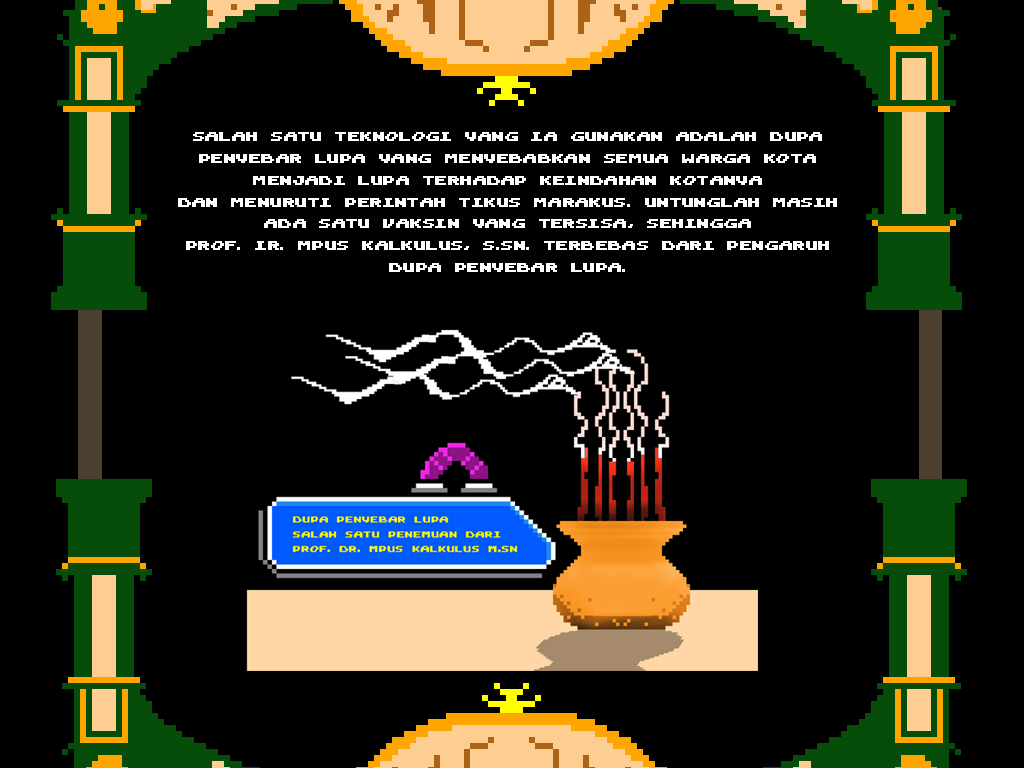 SALAH SATU TEKNOLOGI YANG IA GUNAKAN ADALAH DUPA
PENYEBAR LUPA YANG MENYEBABKAN SEMUA WARGA KOTA
MENJADI LUPA TERHADAP KEINDAHAN KOTANYA
DAN MENURUTI PERINTAH TIKUS MARAKUS. UNTUNGLAH MASIH
ADA SATU VAKSIN YANG TERSISA, SEHINGGA
PROF. IR. MPUS KALKULUS, S.SN. TERBEBAS DARI PENGARUH
DUPA PENYEBAR LUPA.
DUPA PENYEBAR LUPA
SALAH SATU PENEMUAN DARI
PROF. DR. MPUS KALKULUS M.SN